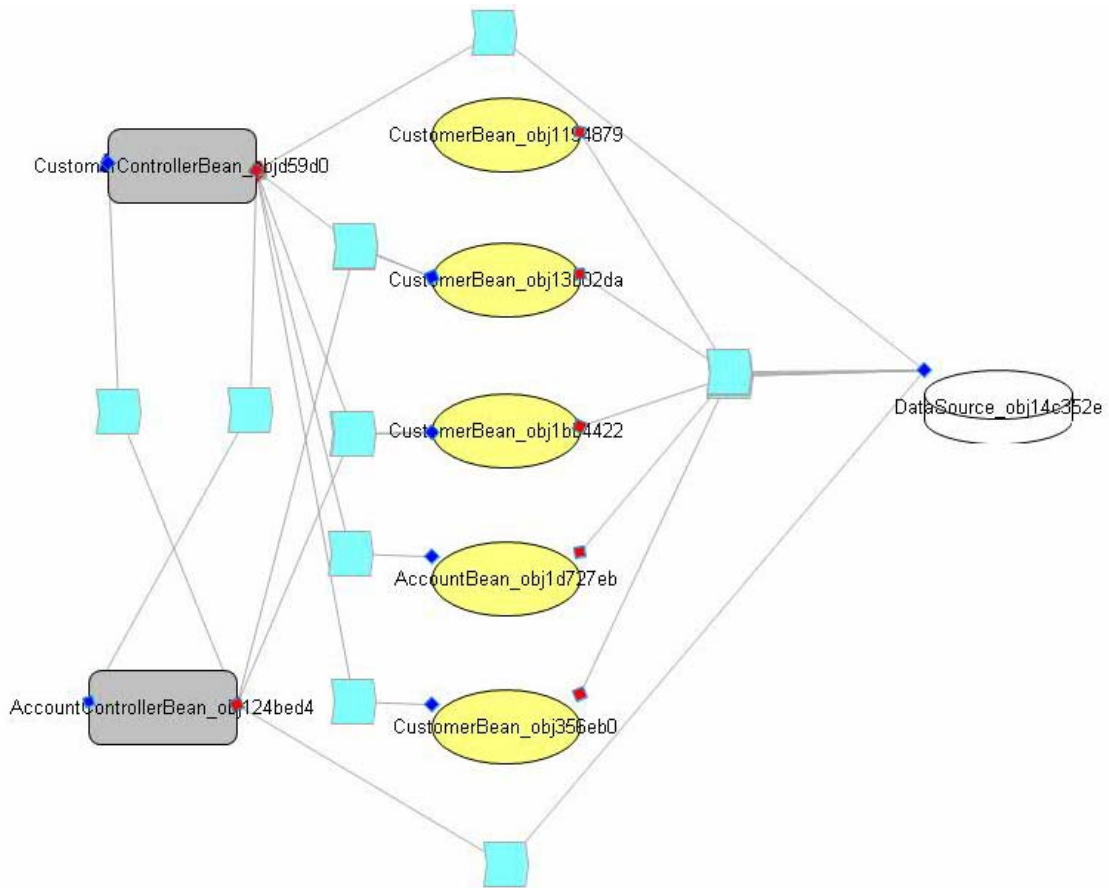 CustomerBean_obj1194879
CustomerControllerBean_objd59d0
CustomerBean_obj13b02da
DataSource_obj14c352e
CustomerBean_obj1bb4422
AccountBean_obj1d727eb
AccountControllerBean_obj124bed4
CustomerBean_obj356eb0